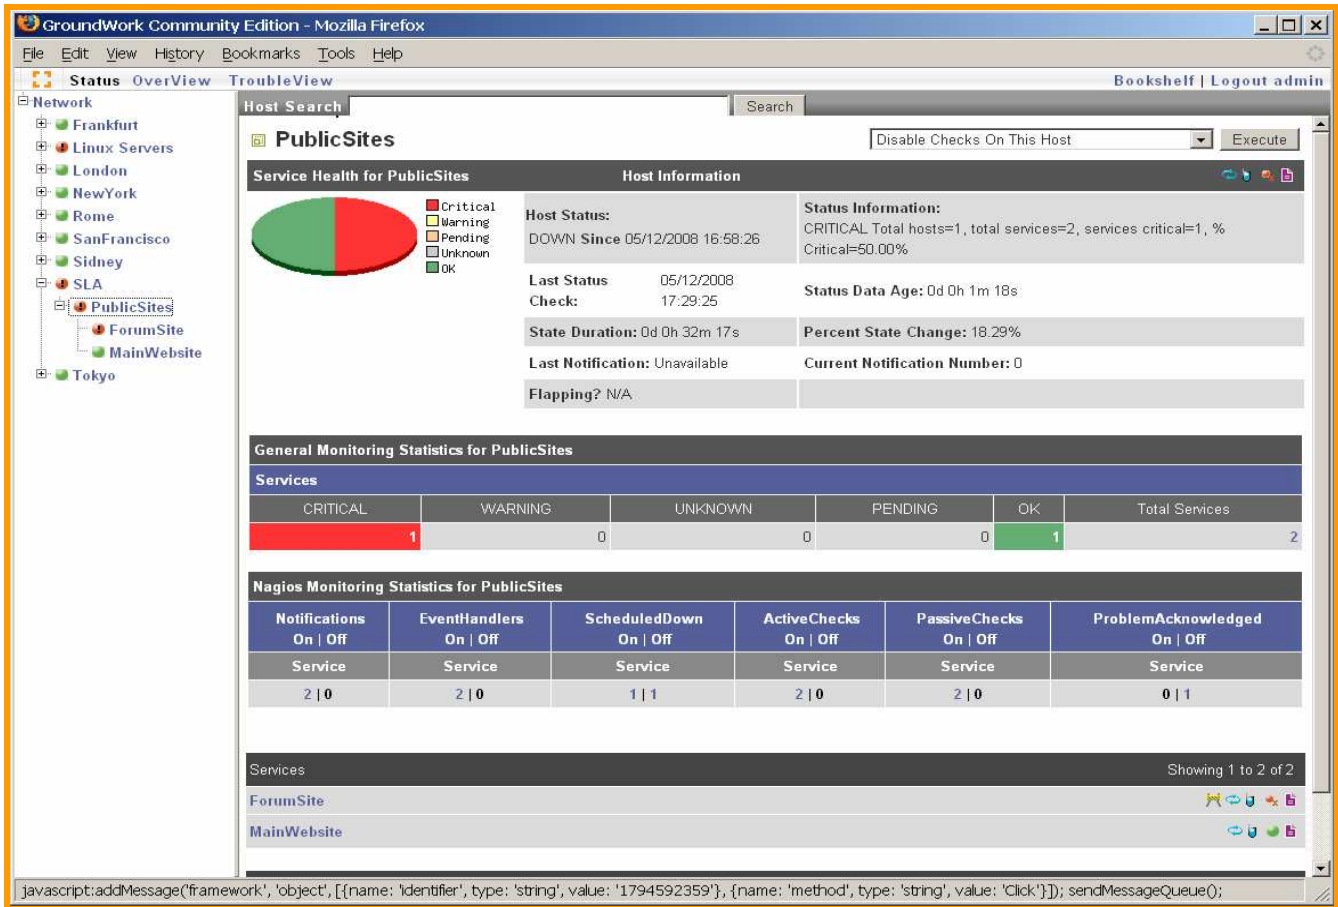 GroundWork Community Edition - Mozilla Firefox
File Edit View History Bookmarks Tools Help
Status OverView TroubleView Bookshelf | Logout admin
Network
Frankfurt
Linux Servers
London
NewYork
Rome
SanFrancisco
Sidney
SLA
PublicSites
ForumSite
MainWebsite
Tokyo
Host Search Search
PublicSites Disable Checks On This Host Execute
Service Health for PublicSites Host Information
Critical
Warning
Pending
Unknown
OK
Host Status:
DOWN Since 05/12/2008 16:58:26
Status Information:
CRITICAL Total hosts=1, total services=2, services critical=1, %
Critical=50.00%
Last Status 05/12/2008
Check: 17:29:25
Status Data Age: 0d 0h 1m 18s
State Duration: 0d 0h 32m 17s Percent State Change: 18.29%
Last Notification: Unavailable Current Notification Number: 0
Flapping? N/A
General Monitoring Statistics for PublicSites
Services
CRITICAL WARNING UNKNOWN PENDING OK Total Services
1 0 0 0 1 2
Nagios Monitoring Statistics for PublicSites
Notifications EventHandlers ScheduledDown ActiveChecks PassiveChecks ProblemAcknowledged
On | Off On | Off On | Off On | Off On | Off On | Off
Service Service Service Service Service Service
2 | 0 2 | 0 1 | 1 2 | 0 2 | 0 0 | 1
Services Showing 1 to 2 of 2
ForumSite
MainWebsite
javascript:addMessage('framework', 'object', [{name: 'identifier', type: 'string', value: '1794592359'}, {name: 'method', type: 'string', value: 'Click'}]); sendMessageQueue();